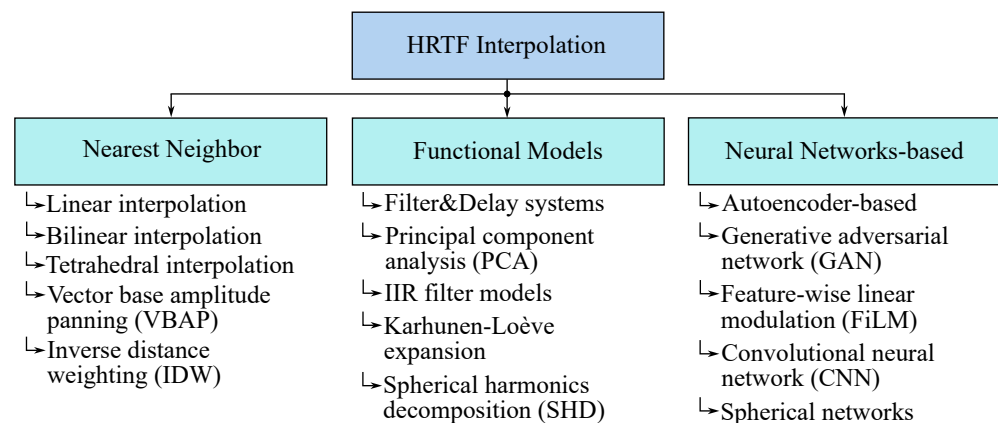 HRTF Interpolation
Nearest Neighbor
Linear interpolation
Bilinear interpolation
Tetrahedral interpolation
Vector base amplitude
panning (VBAP)
Inverse distance
weighting (IDW)
Functional Models
Filter&Delay systems
Principal component
analysis (PCA)
IIR filter models
Karhunen-Loève
expansion
Spherical harmonics
decomposition (SHD)
Neural Networks-based
Autoencoder-based
Generative adversarial
network (GAN)
Feature-wise linear
modulation (FiLM)
Convolutional neural
network (CNN)
Spherical networks